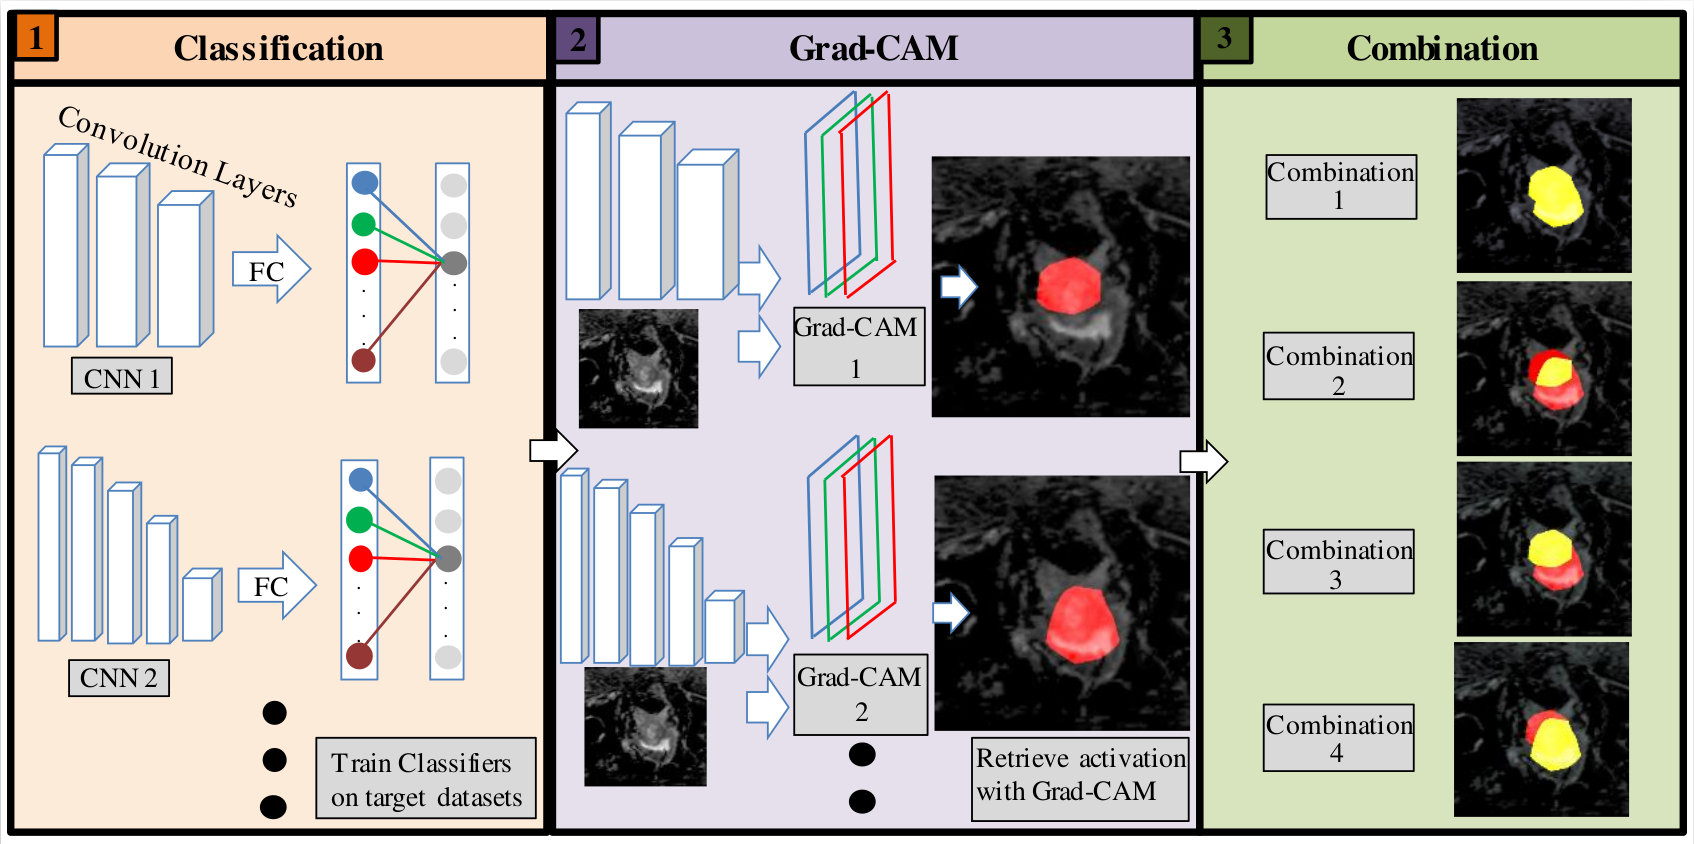 1
Classification
Convolution Layers
FC
CNN 1
FC
CNN 2
Train Classifiers
on target datasets
2
Grad-CAM
Grad-CAM
1
Grad-CAM
2
Retrieve activation
with Grad-CAM
3
Combination
Combination
1
Combination
2
Combination
3
Combination
4